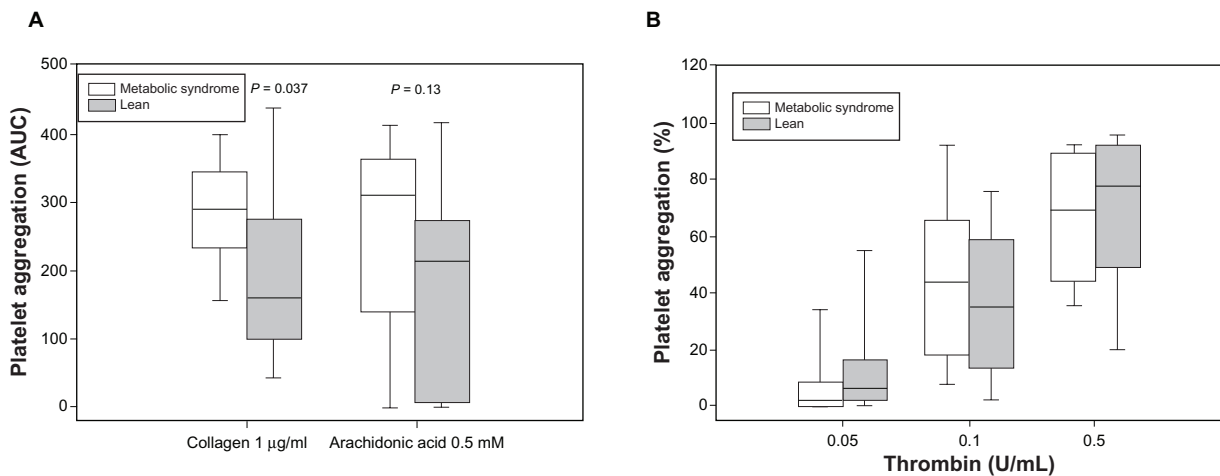 A
Platelet aggregation (AUC)
500
400
300
200
100
0
Metabolic syndrome
Lean
P = 0.037
P = 0.13
Collagen 1 μg/ml
Arachidonic acid 0.5 mM
B
Platelet aggregation (%)
120
100
80
60
40
20
0
Metabolic syndrome
Lean
0.05
0.1
0.5
Thrombin (U/mL)